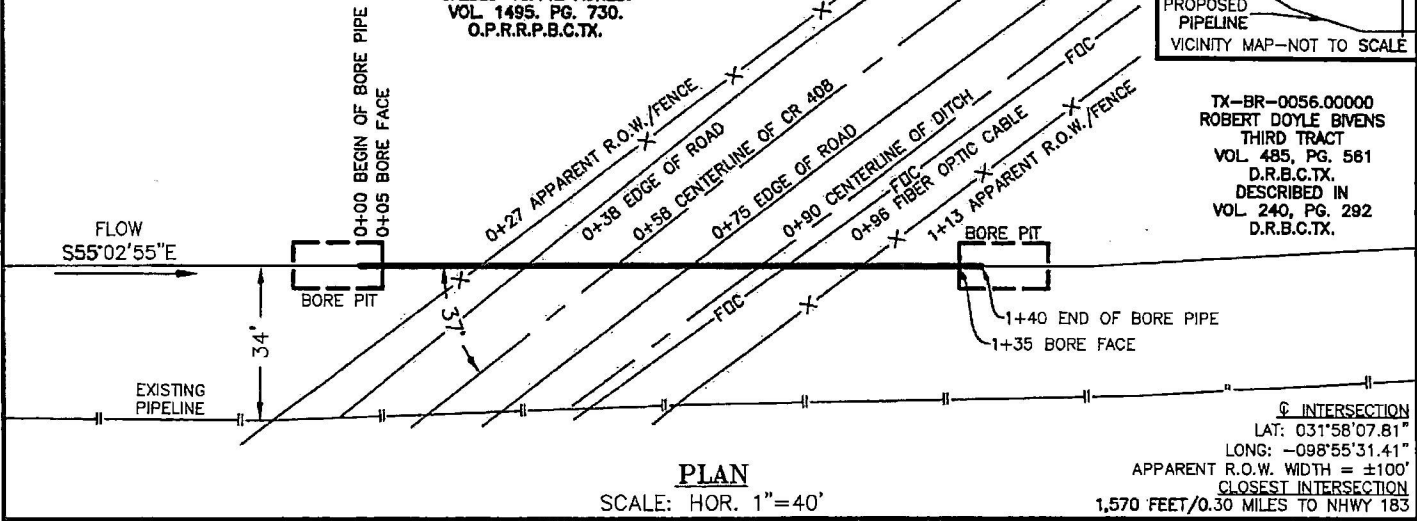 VOL. 1495. PG. 730.
O.P.R.R.P.B.C.TX.
PROPOSED
PIPELINE
VICINITY MAP-NOT TO SCALE
TX-BR-0056.00000
ROBERT DOYLE BIVENS
THIRD TRACT
VOL. 485, PG. 561
D.R.B.C.TX.
DESCRIBED IN
VOL 240, PG. 292
D.R.B.C.TX.
0+00 BEGIN OF BORE PIPE
0+05 BORE FACE
0+27 APPARENT R.O.W./FENCE
0+38 EDGE OF ROAD
0+58 CENTERLINE OF CR 408
0+75 EDGE OF ROAD
0+90 CENTERLINE OF DITCH
FOC
FOC
0+96 FIBER OPTIC CABLE
1+13 APPARENT R.O.W./FENCE
FLOW
S55°02'55"E
BORE PIT
BORE PIT
34'
37'
FOC
1+40 END OF BORE PIPE
1+35 BORE FACE
EXISTING
PIPELINE
℄ INTERSECTION
LAT: 031°58'07.81"
LONG: -098°55'31.41"
APPARENT R.O.W. WIDTH = ±100'
CLOSEST INTERSECTION
1,570 FEET/0.30 MILES TO NHWY 183
PLAN
SCALE: HOR. 1"=40'